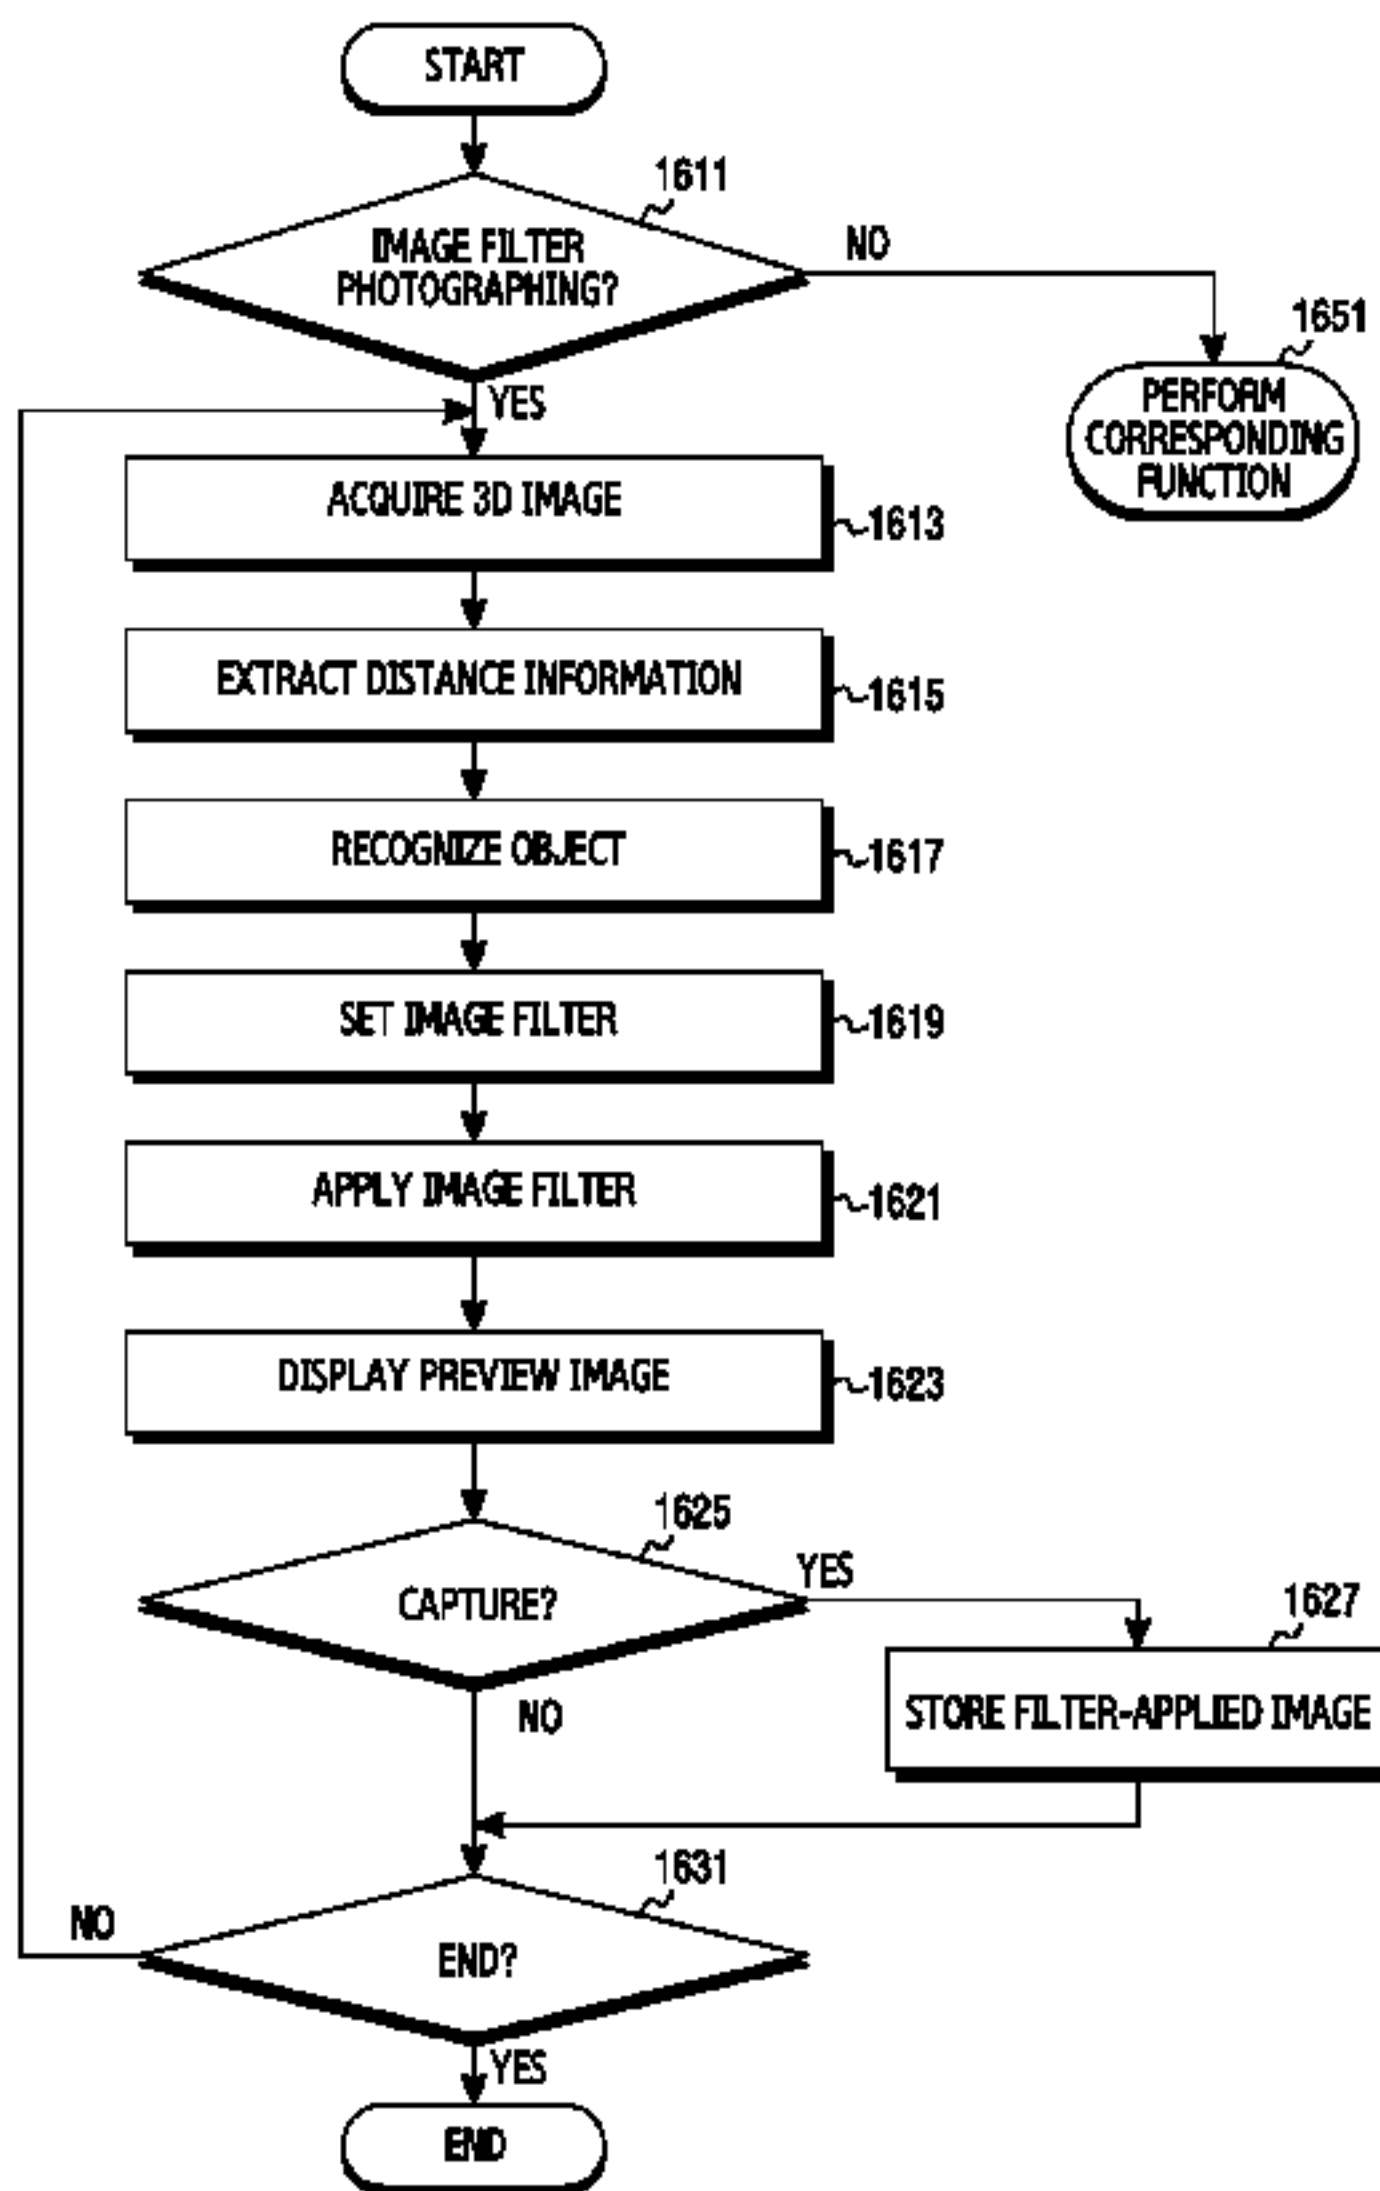 START
1611
IMAGE FILTER
PHOTOGRAPHING?
NO
1651
PERFORM
CORRESPONDING
FUNCTION
YES
ACQUIRE 3D IMAGE
1613
EXTRACT DISTANCE INFORMATION
1615
RECOGNIZE OBJECT
1617
SET IMAGE FILTER
1619
APPLY IMAGE FILTER
1621
DISPLAY PREVIEW IMAGE
1623
1625
CAPTURE?
YES
1627
STORE FILTER-APPLIED IMAGE
NO
1631
NO
END?
YES
END